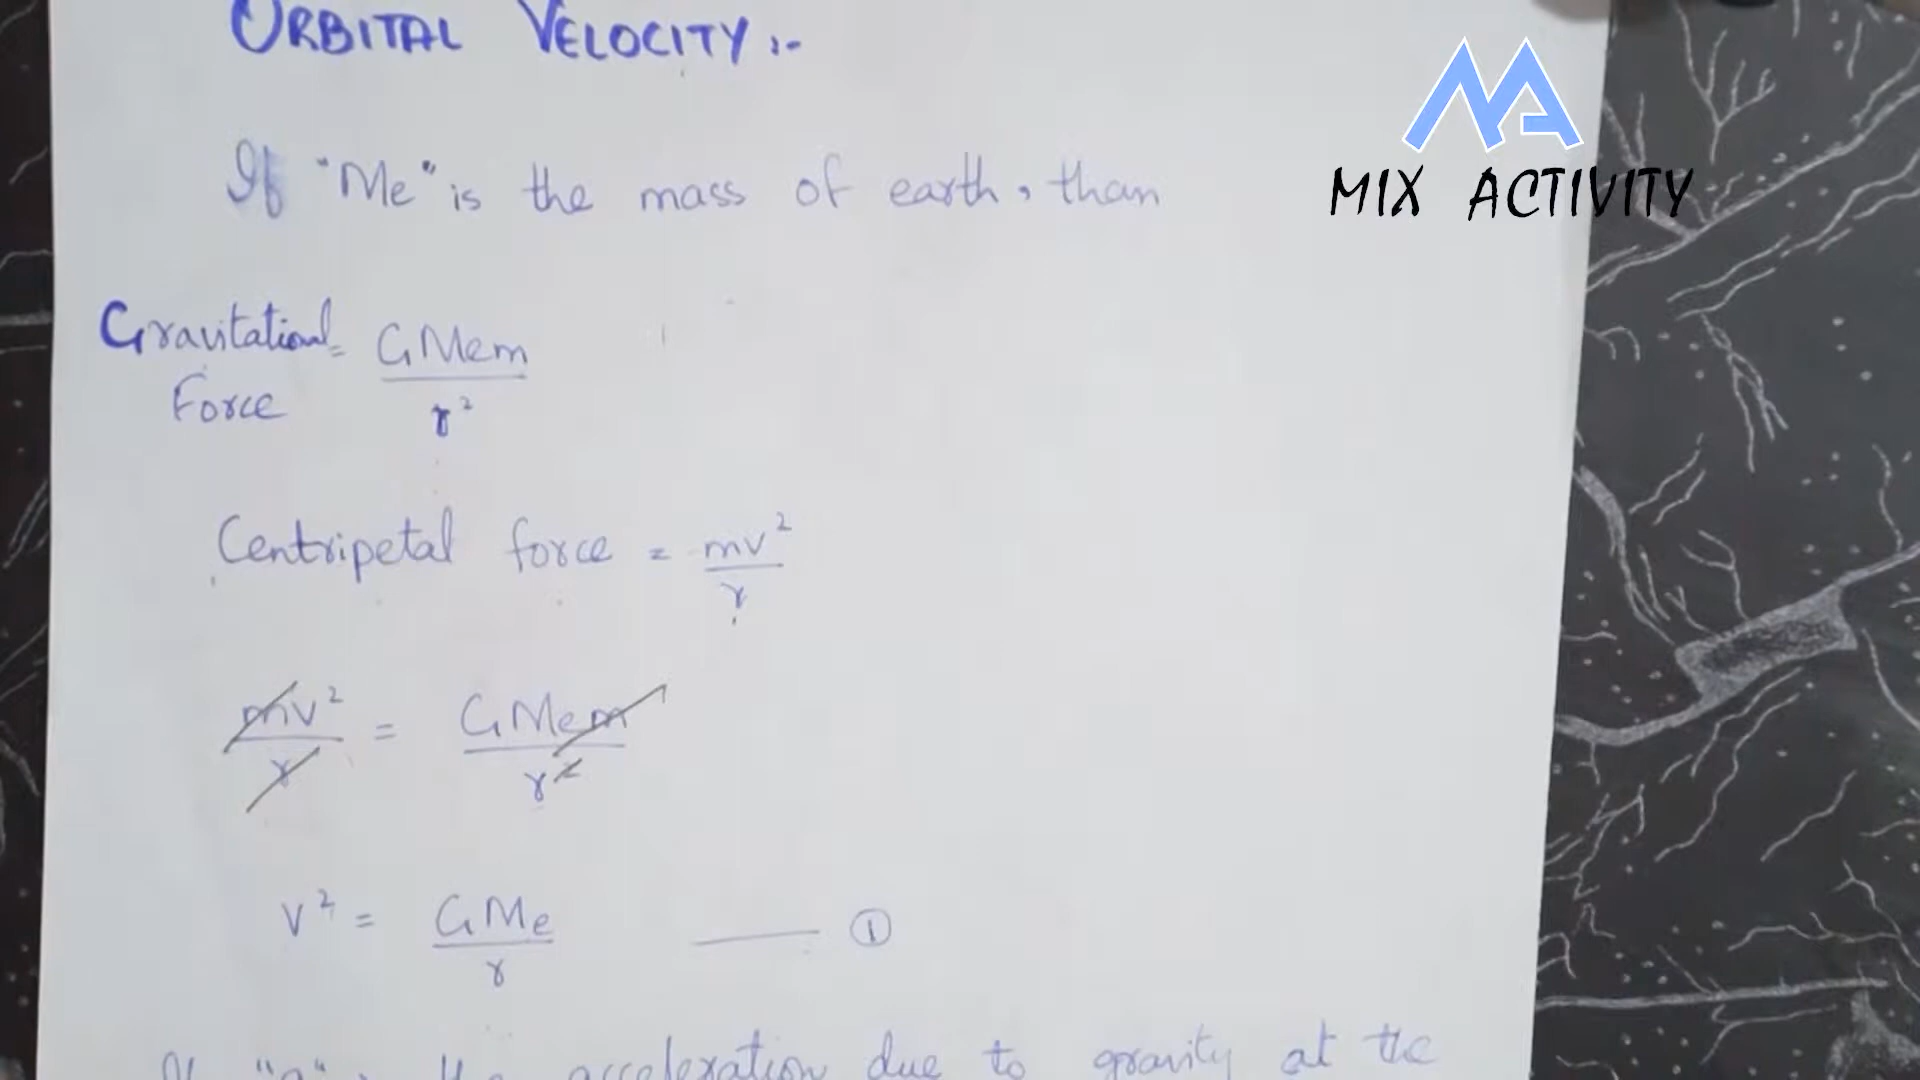 ORBITAL VELOCITY :-
MIX ACTIVITY
If "Me" is the mass of earth, than
Gravitational Force = GMem / r²
Centripetal force = mv² / r
mv² / r = GMem / r²
v² = GMe / r ——— ①
acceleration due to gravity at the